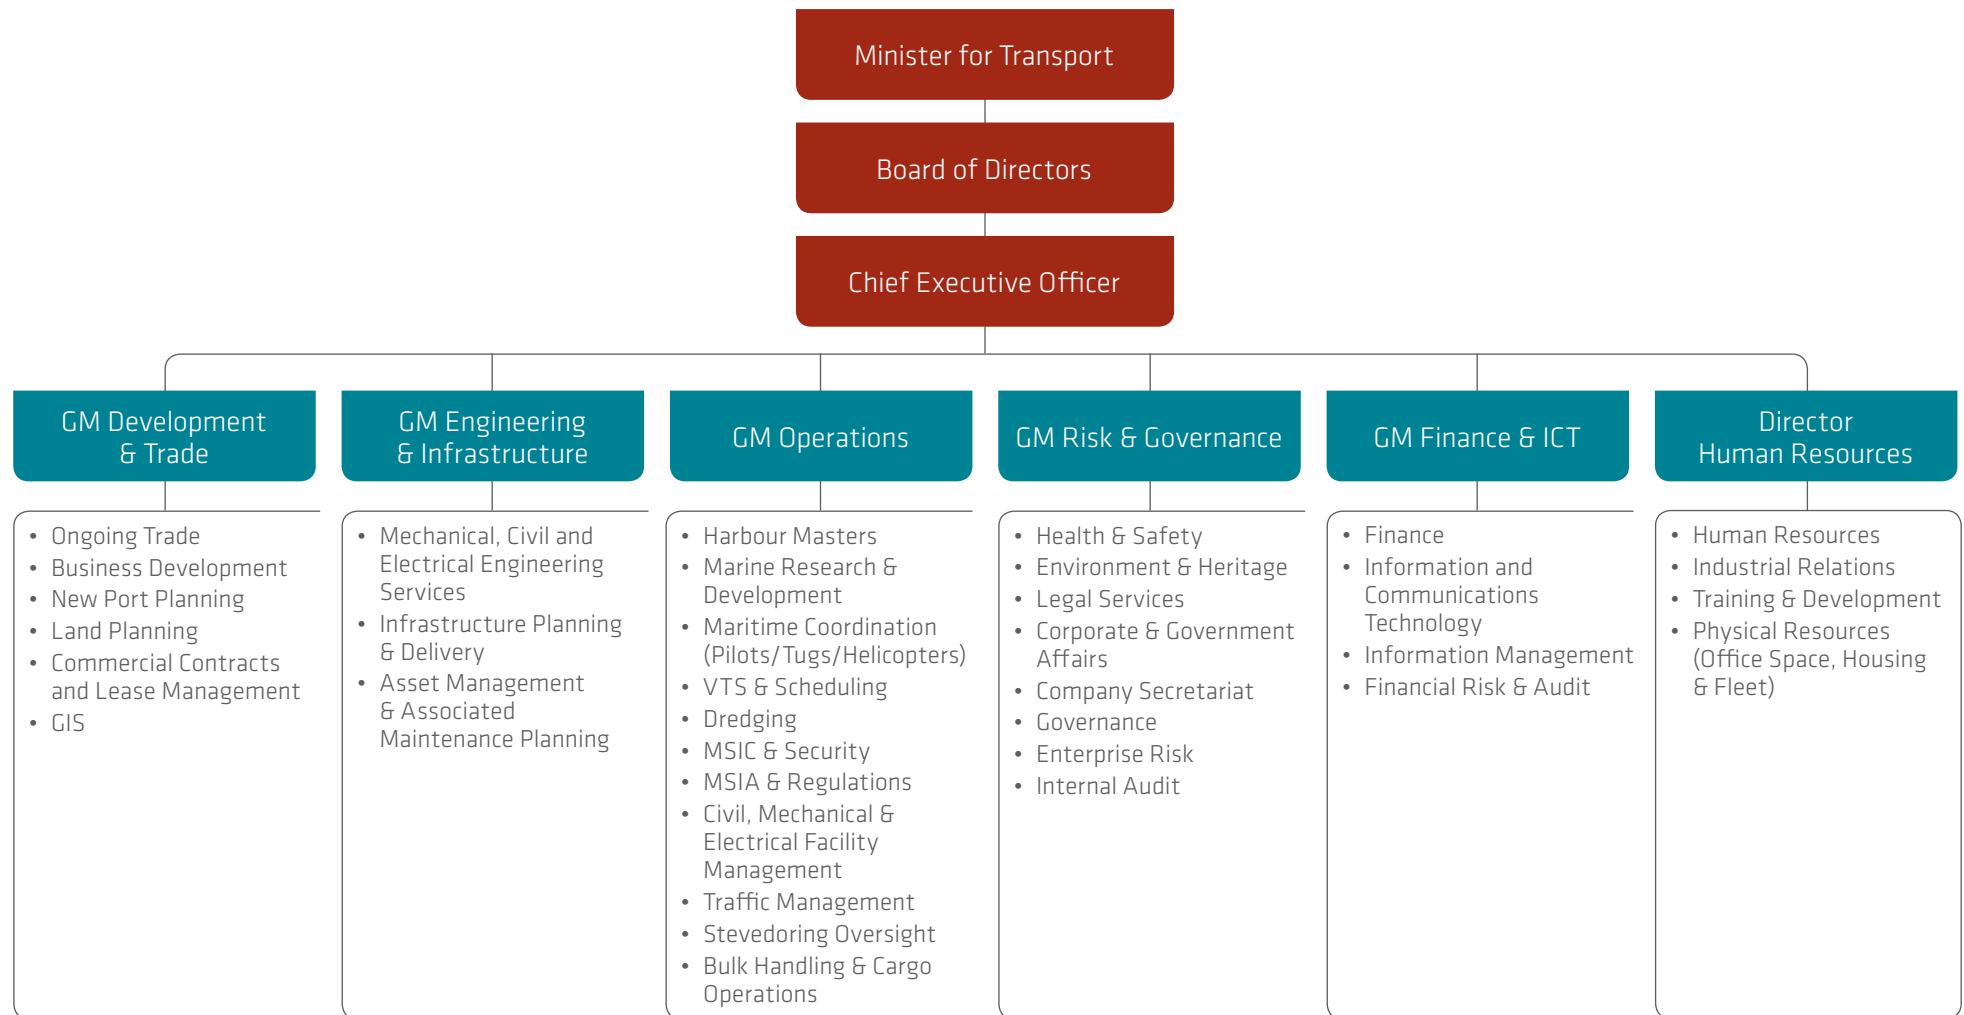 Minister for Transport
Board of Directors
Chief Executive Officer
GM Development
& Trade
• Ongoing Trade
• Business Development
• New Port Planning
• Land Planning
• Commercial Contracts
and Lease Management
• GIS
GM Engineering
& Infrastructure
• Mechanical, Civil and
Electrical Engineering
Services
• Infrastructure Planning
& Delivery
• Asset Management
& Associated
Maintenance Planning
GM Operations
• Harbour Masters
• Marine Research &
Development
• Maritime Coordination
(Pilots/Tugs/Helicopters)
• VTS & Scheduling
• Dredging
• MSIC & Security
• MSIA & Regulations
• Civil, Mechanical &
Electrical Facility
Management
• Traffic Management
• Stevedoring Oversight
• Bulk Handling & Cargo
Operations
GM Risk & Governance
• Health & Safety
• Environment & Heritage
• Legal Services
• Corporate & Government
Affairs
• Company Secretariat
• Governance
• Enterprise Risk
• Internal Audit
GM Finance & ICT
• Finance
• Information and
Communications
Technology
• Information Management
• Financial Risk & Audit
Director
Human Resources
• Human Resources
• Industrial Relations
• Training & Development
• Physical Resources
(Office Space, Housing
& Fleet)